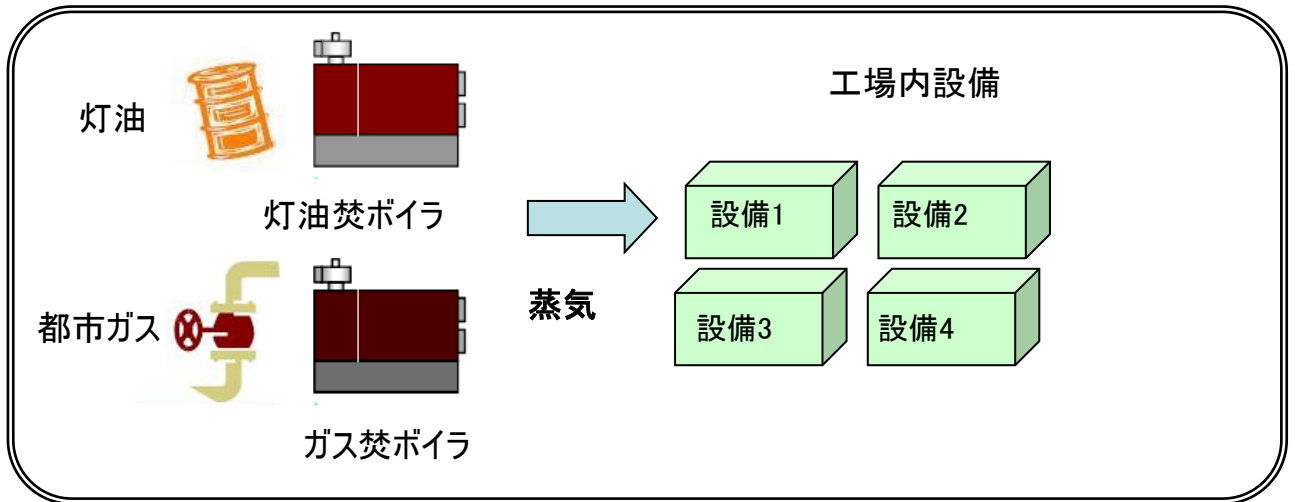 灯油
灯油焚ボイラ
都市ガス
ガス焚ボイラ
蒸気
工場内設備
設備1
設備2
設備3
設備4